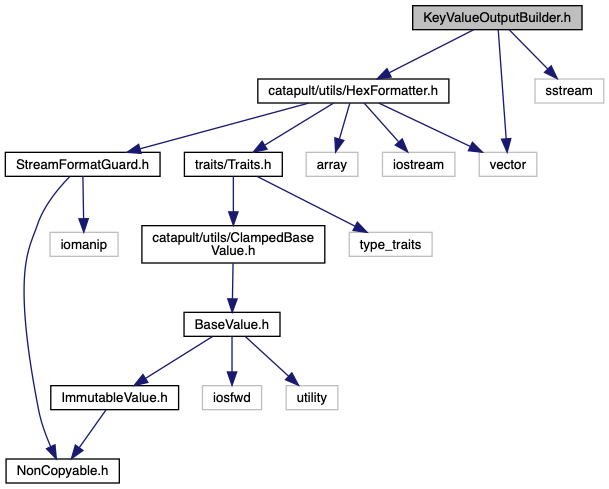 KeyValueOutputBuilder.h
catapult/utils/HexFormatter.h
sstream
StreamFormatGuard.h
traits/Traits.h
array
iostream
vector
iomanip
catapult/utils/ClampedBase
Value.h
type_traits
BaseValue.h
ImmutableValue.h
iosfwd
utility
NonCopyable.h